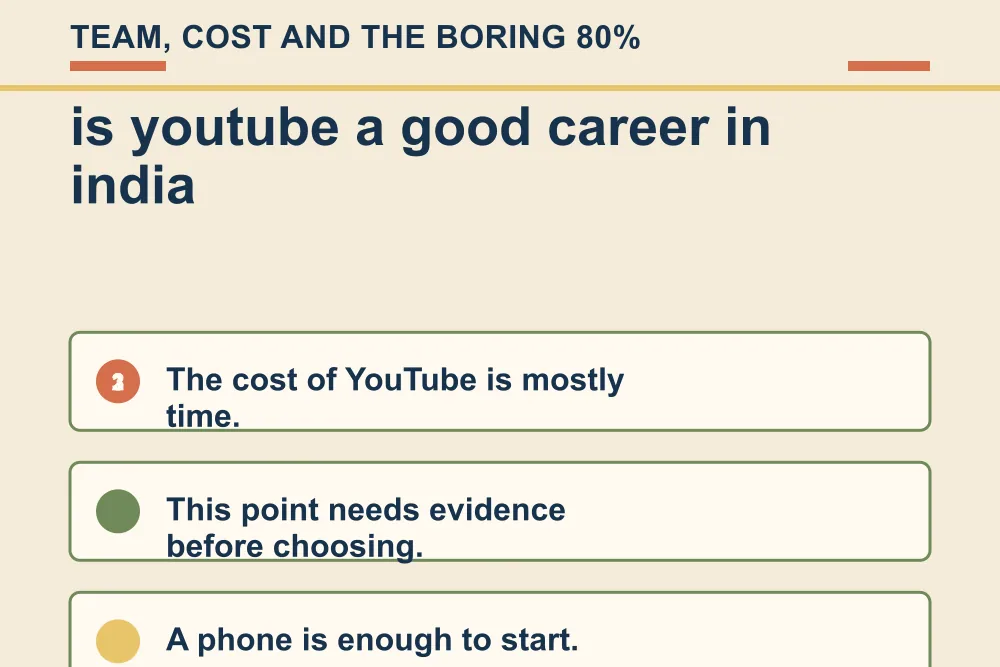 TEAM, COST AND THE BORING 80%
is youtube a good career in
india
The cost of YouTube is mostly
time.
This point needs evidence
before choosing.
A phone is enough to start.